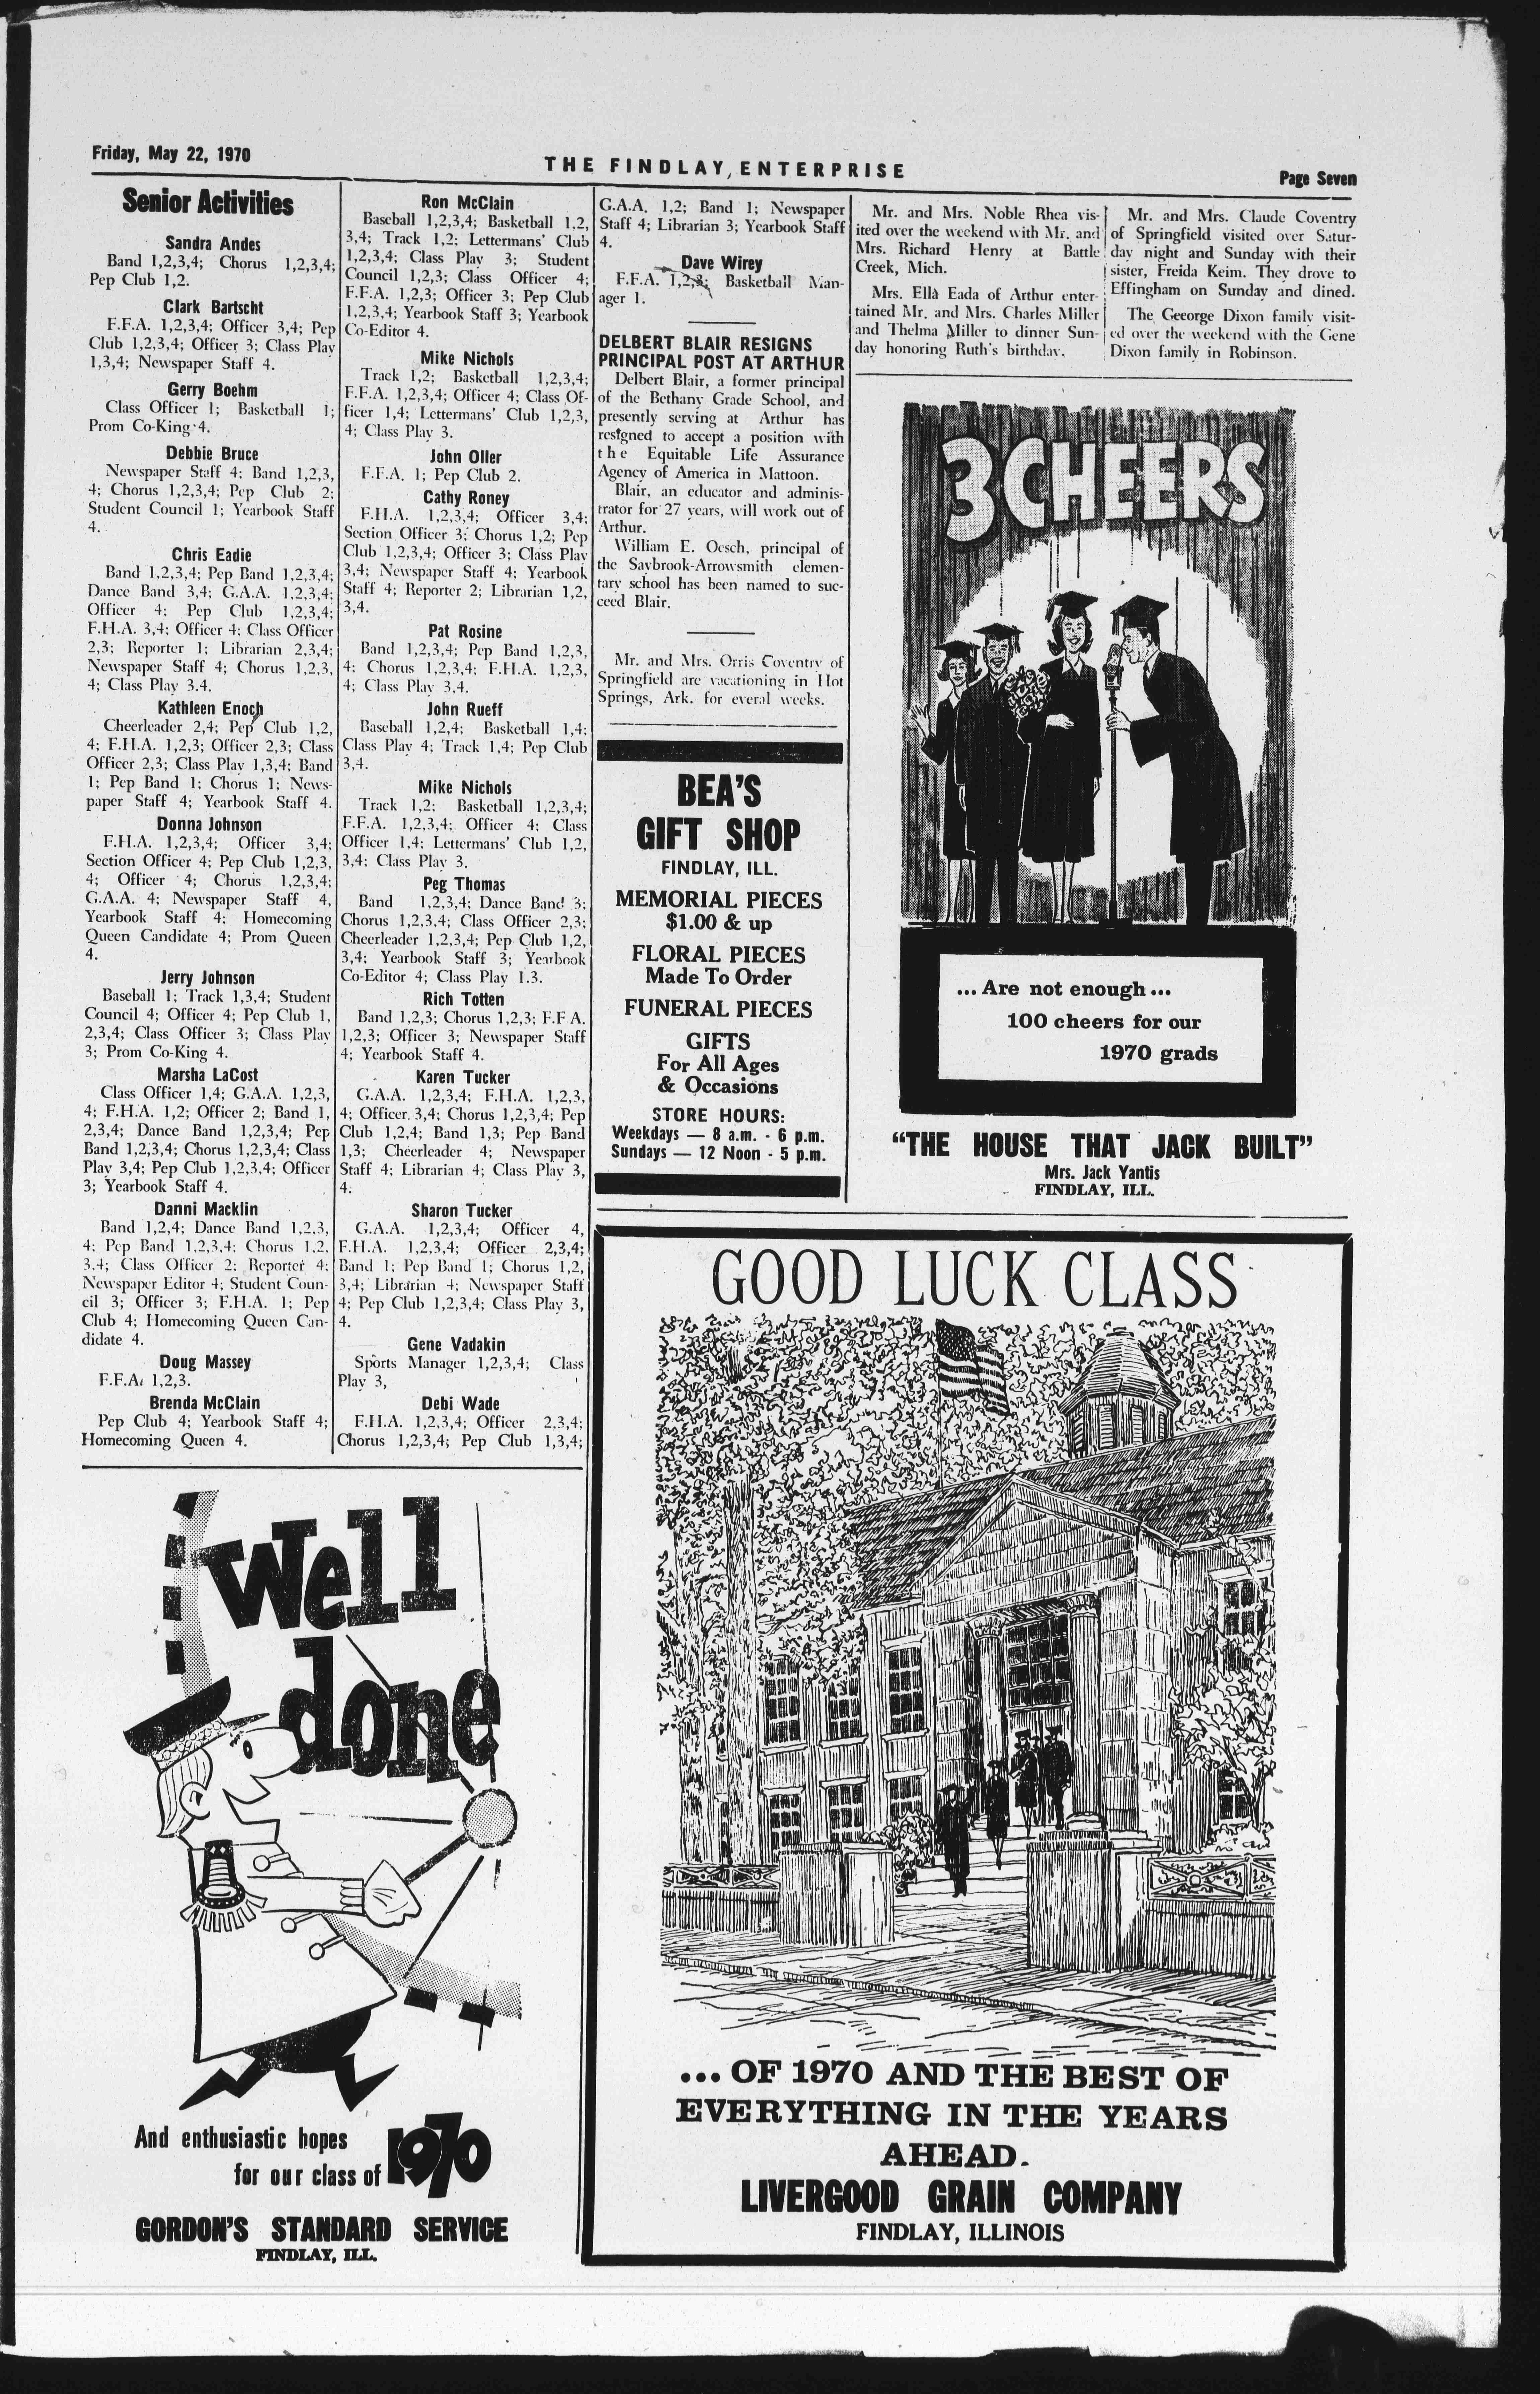 Friday, May 22, 1970
THE FINDLAY, ENTERPRISE
Page Seven
Senior Activities
Sandra Andes
Band 1,2,3,4; Chorus 1,2,3,4;
Pep Club 1,2.
Clark Bartscht
F.F.A. 1,2,3,4; Officer 3,4; Pep
Club 1,2,3,4; Officer 3; Class Play
1,3,4; Newspaper Staff 4.
Gerry Boehm
Class Officer 1; Basketball 1;
Prom Co-King 4.
Debbie Bruce
Newspaper Staff 4; Band 1,2,3,
4; Chorus 1,2,3,4; Pep Club 2;
Student Council 1; Yearbook Staff
4.
Chris Eadie
Band 1,2,3,4; Pep Band 1,2,3,4;
Dance Band 3,4; G.A.A. 1,2,3,4;
Officer 4; Pep Club 1,2,3,4;
F.H.A. 3,4; Officer 4; Class Officer
2,3; Reporter 1; Librarian 2,3,4;
Newspaper Staff 4; Chorus 1,2,3,
4; Class Play 3.4.
Kathleen Enoch
Cheerleader 2,4; Pep Club 1,2,
4; F.H.A. 1,2,3; Officer 2,3; Class
Officer 2,3; Class Play 1,3,4; Band
1; Pep Band 1; Chorus 1; News-
paper Staff 4; Yearbook Staff 4.
Donna Johnson
F.H.A. 1,2,3,4; Officer 3,4;
Section Officer 4; Pep Club 1,2,3,
4; Officer 4; Chorus 1,2,3,4;
G.A.A. 4; Newspaper Staff 4,
Yearbook Staff 4; Homecoming
Queen Candidate 4; Prom Queen
4.
Jerry Johnson
Baseball 1; Track 1,3,4; Student
Council 4; Officer 4; Pep Club 1,
2,3,4; Class Officer 3; Class Play
3; Prom Co-King 4.
Marsha LaCost
Class Officer 1,4; G.A.A. 1,2,3,
4; F.H.A. 1,2; Officer 2; Band 1,
2,3,4; Dance Band 1,2,3,4; Pep
Band 1,2,3,4; Chorus 1,2,3,4; Class
Play 3,4; Pep Club 1,2,3,4; Officer
3; Yearbook Staff 4.
Danni Macklin
Band 1,2,4; Dance Band 1,2,3,
4; Pep Band 1,2,3,4; Chorus 1,2,
3,4; Class Officer 2; Reporter 4;
Newspaper Editor 4; Student Coun-
cil 3; Officer 3; F.H.A. 1; Pep
Club 4; Homecoming Queen Can-
didate 4.
Doug Massey
F.F.A. 1,2,3.
Brenda McClain
Pep Club 4; Yearbook Staff 4;
Homecoming Queen 4.
Ron McClain
Baseball 1,2,3,4; Basketball 1,2,
3,4; Track 1,2; Lettermans' Club
1,2,3,4; Class Play 3; Student
Council 1,2,3; Class Officer 4;
F.F.A. 1,2,3; Officer 3; Pep Club
1,2,3,4; Yearbook Staff 3; Yearbook
Co-Editor 4.
Mike Nichols
Track 1,2; Basketball 1,2,3,4;
F.F.A. 1,2,3,4; Officer 4; Class Of-
ficer 1,4; Lettermans' Club 1,2,3,
4; Class Play 3.
John Oller
F.F.A. 1; Pep Club 2.
Cathy Roney
F.H.A. 1,2,3,4; Officer 3,4;
Section Officer 3; Chorus 1,2; Pep
Club 1,2,3,4; Officer 3; Class Play
3,4; Newspaper Staff 4; Yearbook
Staff 4; Reporter 2; Librarian 1,2,
3,4.
Pat Rosine
Band 1,2,3,4; Pep Band 1,2,3,
4; Chorus 1,2,3,4; F.H.A. 1,2,3,
4; Class Play 3,4.
John Rueff
Baseball 1,2,4; Basketball 1,4;
Class Play 4; Track 1,4; Pep Club
3,4.
Mike Nichols
Track 1,2; Basketball 1,2,3,4;
F.F.A. 1,2,3,4; Officer 4; Class
Officer 1,4; Lettermans' Club 1,2,
3,4; Class Play 3.
Peg Thomas
Band 1,2,3,4; Dance Band 3;
Chorus 1,2,3,4; Class Officer 2,3;
Cheerleader 1,2,3,4; Pep Club 1,2,
3,4; Yearbook Staff 3; Yearbook
Co-Editor 4; Class Play 1.3.
Rich Totten
Band 1,2,3; Chorus 1,2,3; F.F A.
1,2,3; Officer 3; Newspaper Staff
4; Yearbook Staff 4.
Karen Tucker
G.A.A. 1,2,3,4; F.H.A. 1,2,3,
4; Officer 3,4; Chorus 1,2,3,4; Pep
Club 1,2,4; Band 1,3; Pep Band
1,3; Cheerleader 4; Newspaper
Staff 4; Librarian 4; Class Play 3,
4.
Sharon Tucker
G.A.A. 1,2,3,4; Officer 4,
F.H.A. 1,2,3,4; Officer 2,3,4;
Band 1; Pep Band 1; Chorus 1,2,
3,4; Librarian 4; Newspaper Staff
4; Pep Club 1,2,3,4; Class Play 3,
4.
Gene Vadakin
Sports Manager 1,2,3,4; Class
Play 3,
Debi Wade
F.H.A. 1,2,3,4; Officer 2,3,4;
Chorus 1,2,3,4; Pep Club 1,3,4;
G.A.A. 1,2; Band 1; Newspaper
Staff 4; Librarian 3; Yearbook Staff
4.
Dave Wirey
F.F.A. 1,2,3; Basketball Man-
ager 1.
DELBERT BLAIR RESIGNS
PRINCIPAL POST AT ARTHUR
Delbert Blair, a former principal
of the Bethany Grade School, and
presently serving at Arthur has
resigned to accept a position with
the Equitable Life Assurance
Agency of America in Mattoon.
Blair, an educator and adminis-
trator for 27 years, will work out of
Arthur.
William E. Oesch, principal of
the Saybrook-Arrowsmith elemen-
tary school has been named to suc-
ceed Blair.
Mr. and Mrs. Orris Coventry of
Springfield are vacationing in Hot
Springs, Ark. for everal weeks.
BEA'S
GIFT SHOP
FINDLAY, ILL.
MEMORIAL PIECES
$1.00 & up
FLORAL PIECES
Made To Order
FUNERAL PIECES
GIFTS
For All Ages
& Occasions
STORE HOURS:
Weekdays — 8 a.m. - 6 p.m.
Sundays — 12 Noon - 5 p.m.
Mr. and Mrs. Noble Rhea vis-
ited over the weekend with Mr. and
Mrs. Richard Henry at Battle
Creek, Mich.
Mrs. Ella Eada of Arthur enter-
tained Mr. and Mrs. Charles Miller
and Thelma Miller to dinner Sun-
day honoring Ruth's birthday.
Mr. and Mrs. Claude Coventry
of Springfield visited over Satur-
day night and Sunday with their
sister, Freida Keim. They drove to
Effingham on Sunday and dined.
The Geeorge Dixon family visit-
ed over the weekend with the Gene
Dixon family in Robinson.
3 CHEERS
... Are not enough ...
100 cheers for our
1970 grads
"THE HOUSE THAT JACK BUILT"
Mrs. Jack Yantis
FINDLAY, ILL.
Well
done
And enthusiastic hopes
for our class of 1970
GORDON'S STANDARD SERVICE
FINDLAY, ILL.
GOOD LUCK CLASS
... OF 1970 AND THE BEST OF
EVERYTHING IN THE YEARS
AHEAD.
LIVERGOOD GRAIN COMPANY
FINDLAY, ILLINOIS